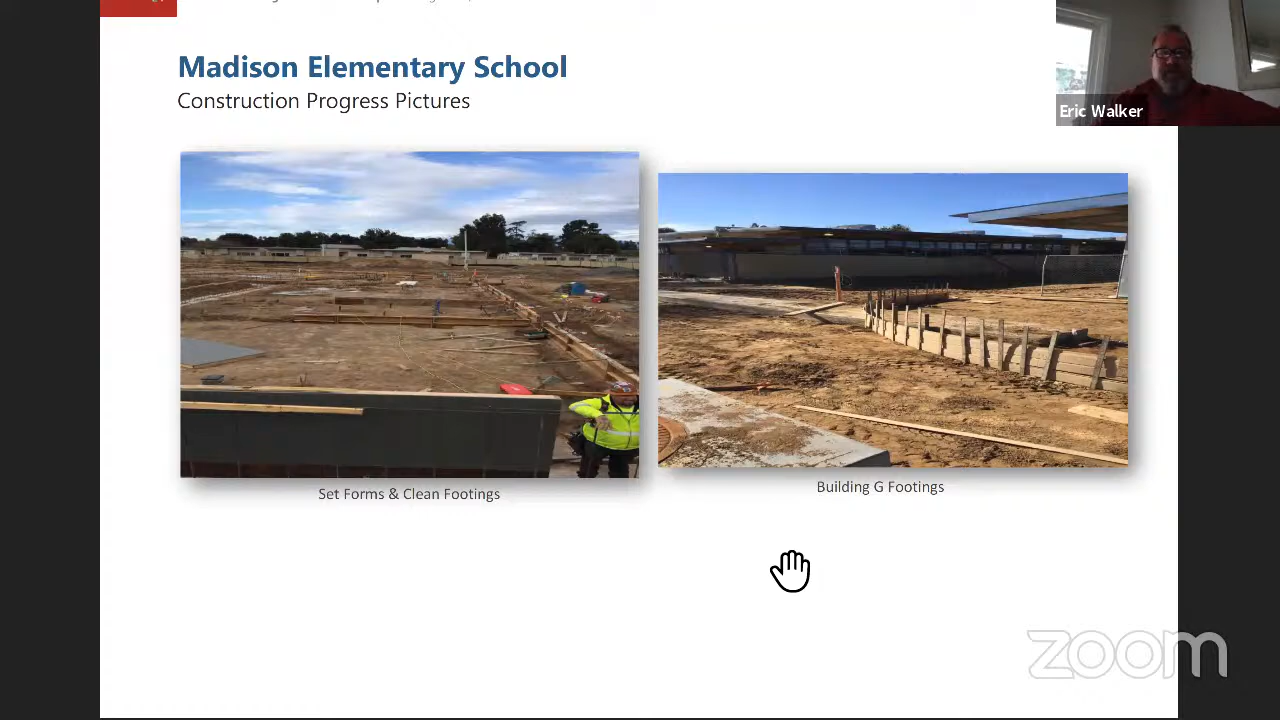 Madison Elementary School
Construction Progress Pictures
Eric Walker
Set Forms & Clean Footings
Building G Footings
zoom